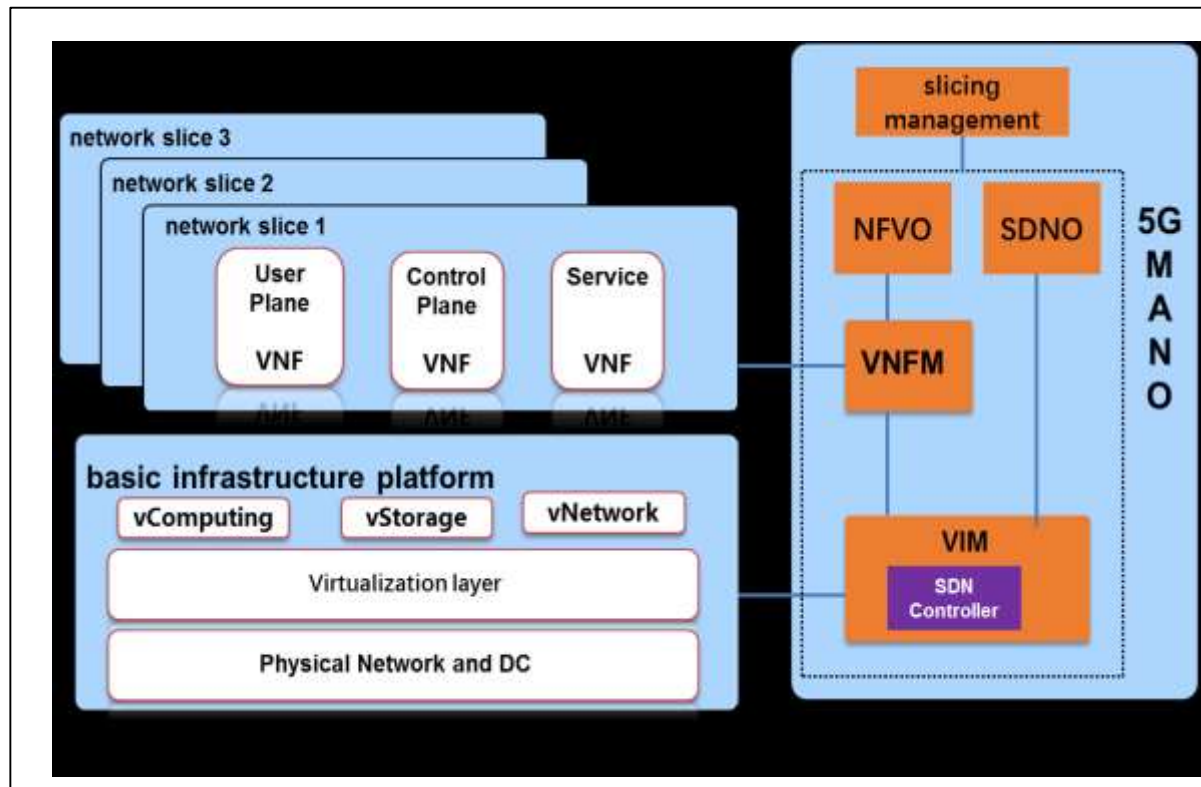 network slice 3
network slice 2
network slice 1
User
Plane
VNF
Control
Plane
VNF
Service
VNF
basic infrastructure platform
vComputing
vStorage
vNetwork
Virtualization layer
Physical Network and DC
slicing
management
NFVO
SDNO
VNFM
VIM
SDN
Controller
5G
M
A
N
O